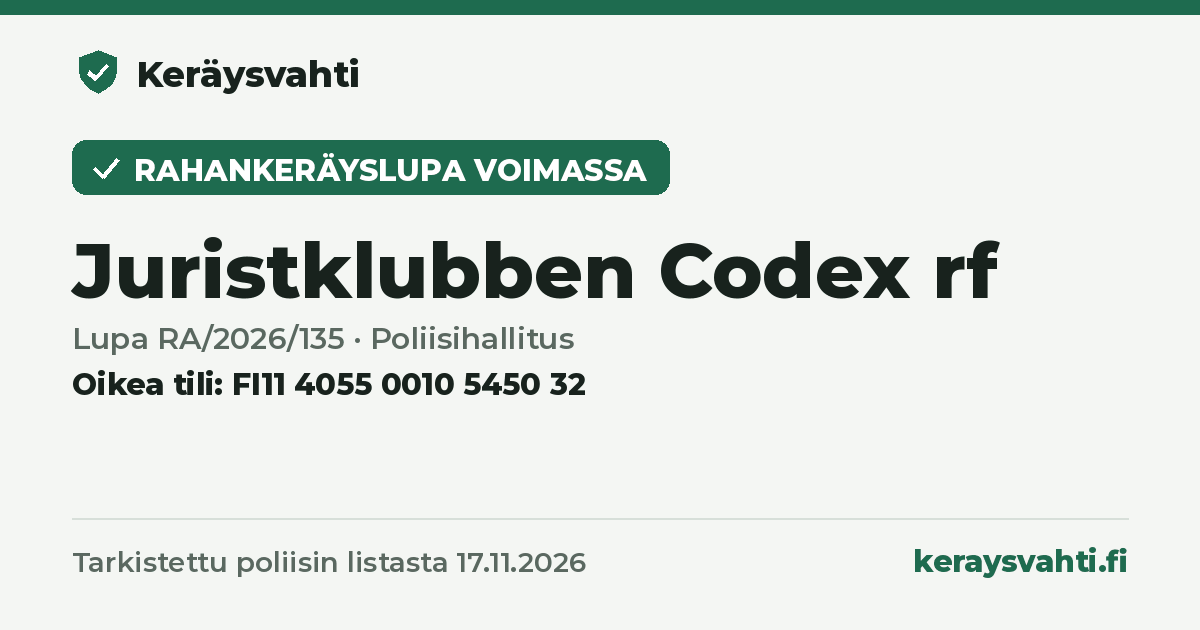 Keräysvahti
RAHANKERÄYSLUPA VOIMASSA
Juristklubben Codex rf
Lupa RA/2026/135 · Poliisihallitus
Oikea tili: FI11 4055 0010 5450 32
Tarkistettu poliisin listasta 17.11.2026
keraysvahti.fi